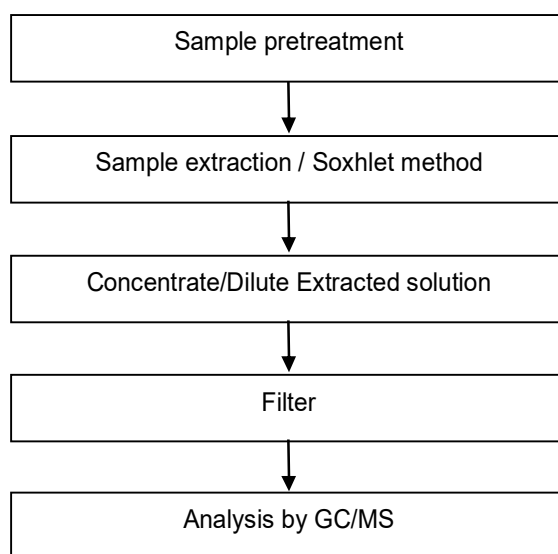 Sample pretreatment
Sample extraction / Soxhlet method
Concentrate/Dilute Extracted solution
Filter
Analysis by GC/MS